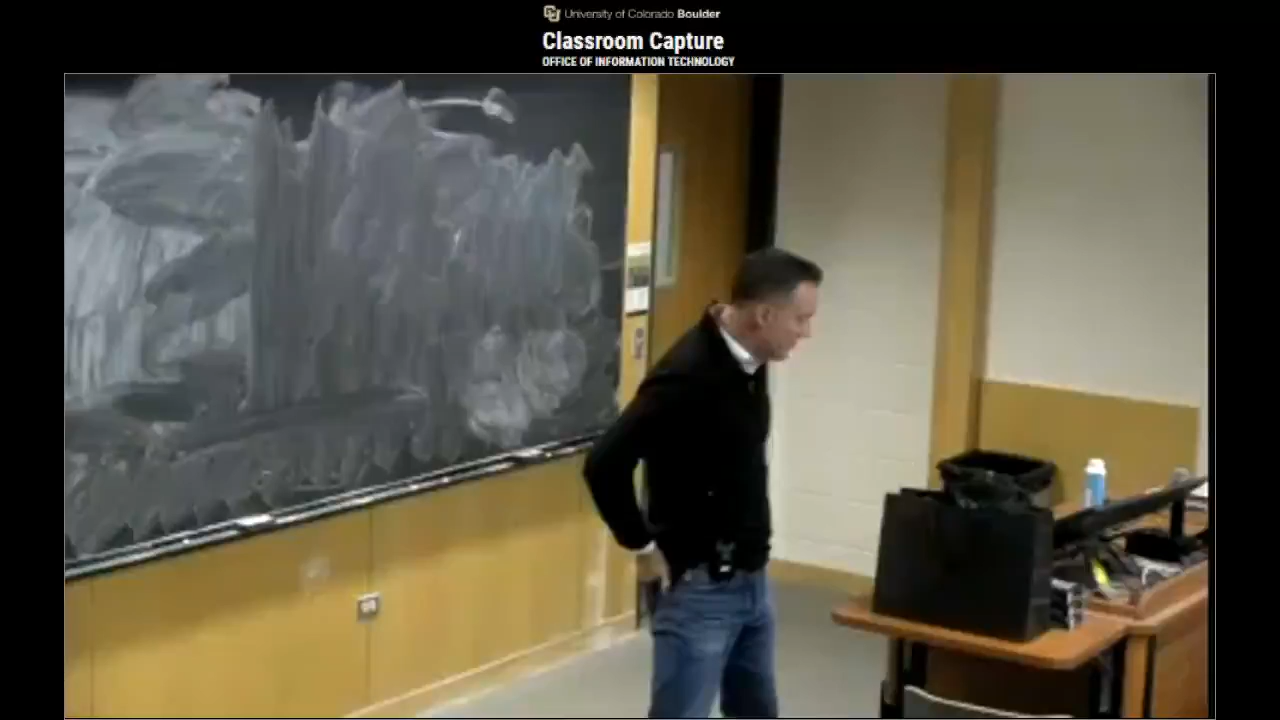 University of Colorado Boulder
Classroom Capture
OFFICE OF INFORMATION TECHNOLOGY